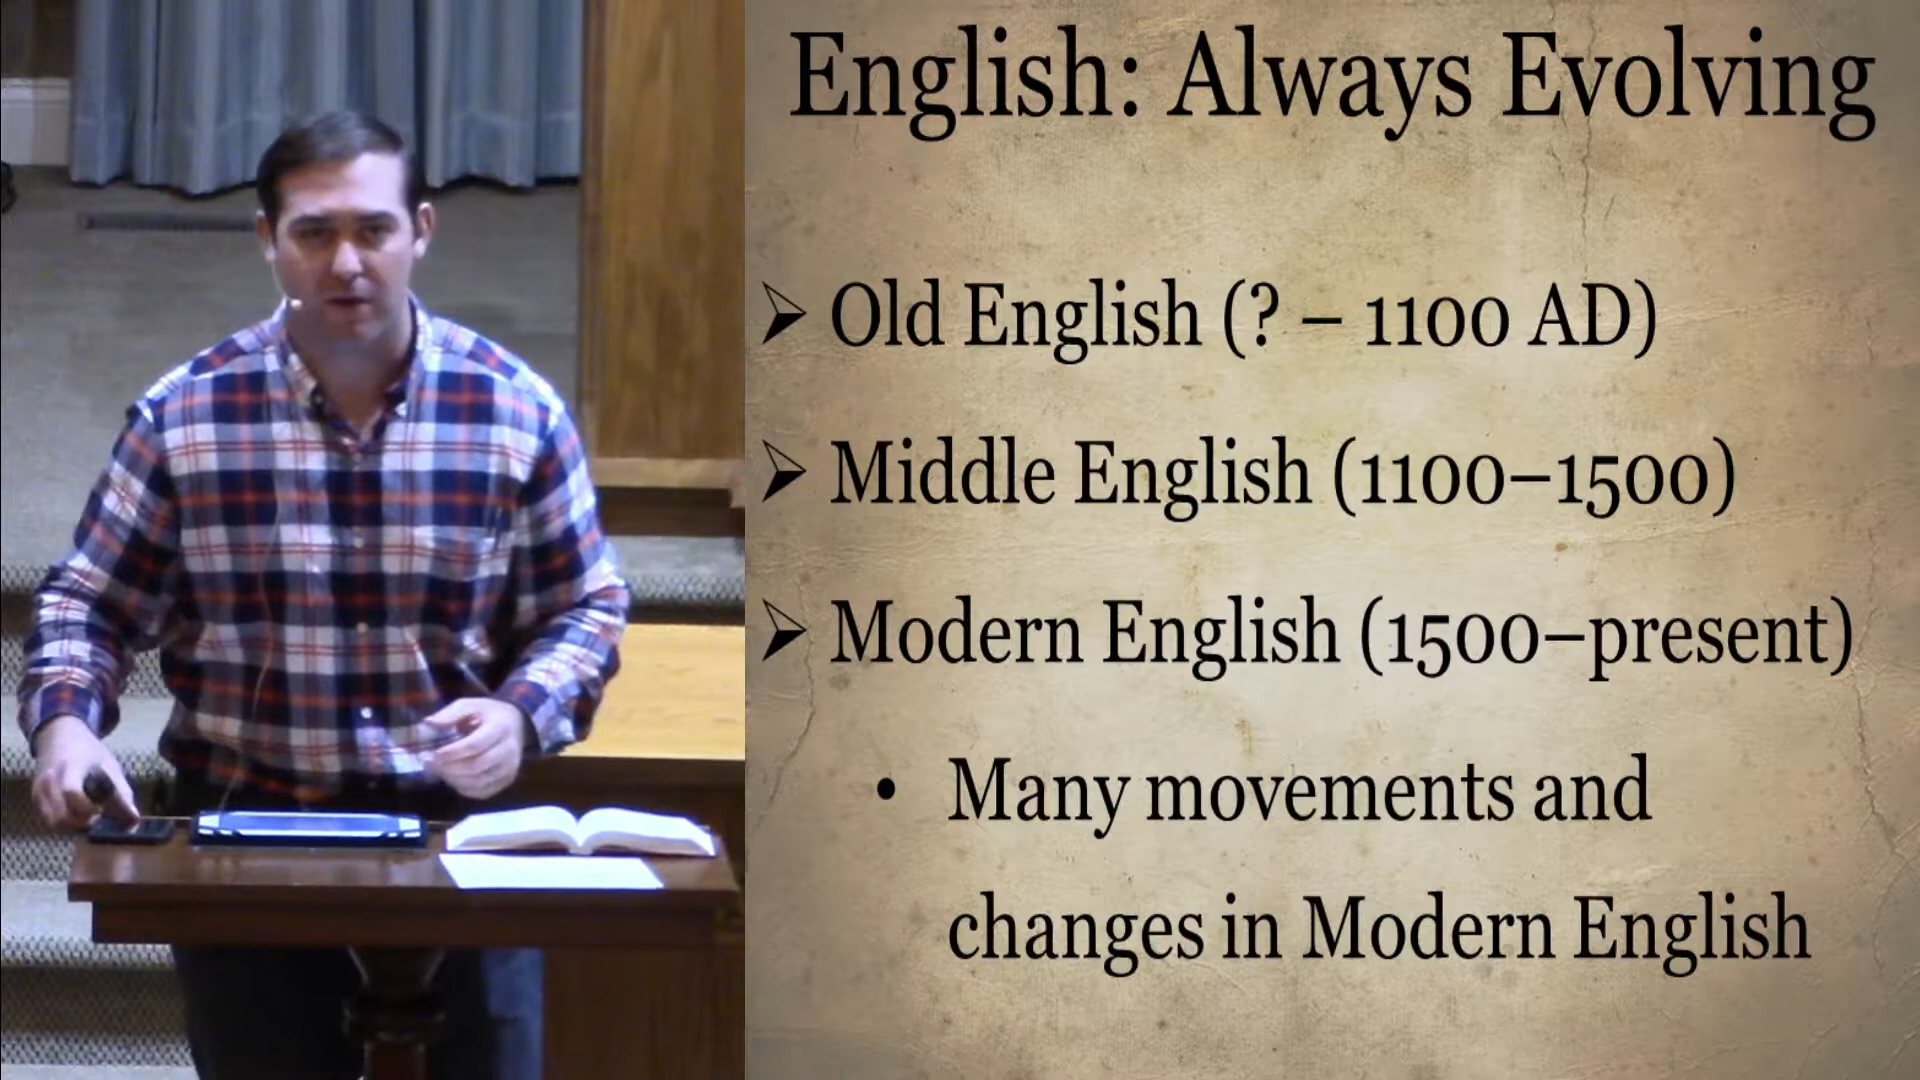 English: Always Evolving
➢ Old English (? – 1100 AD)
➢ Middle English (1100–1500)
➢ Modern English (1500–present)
• Many movements and
changes in Modern English